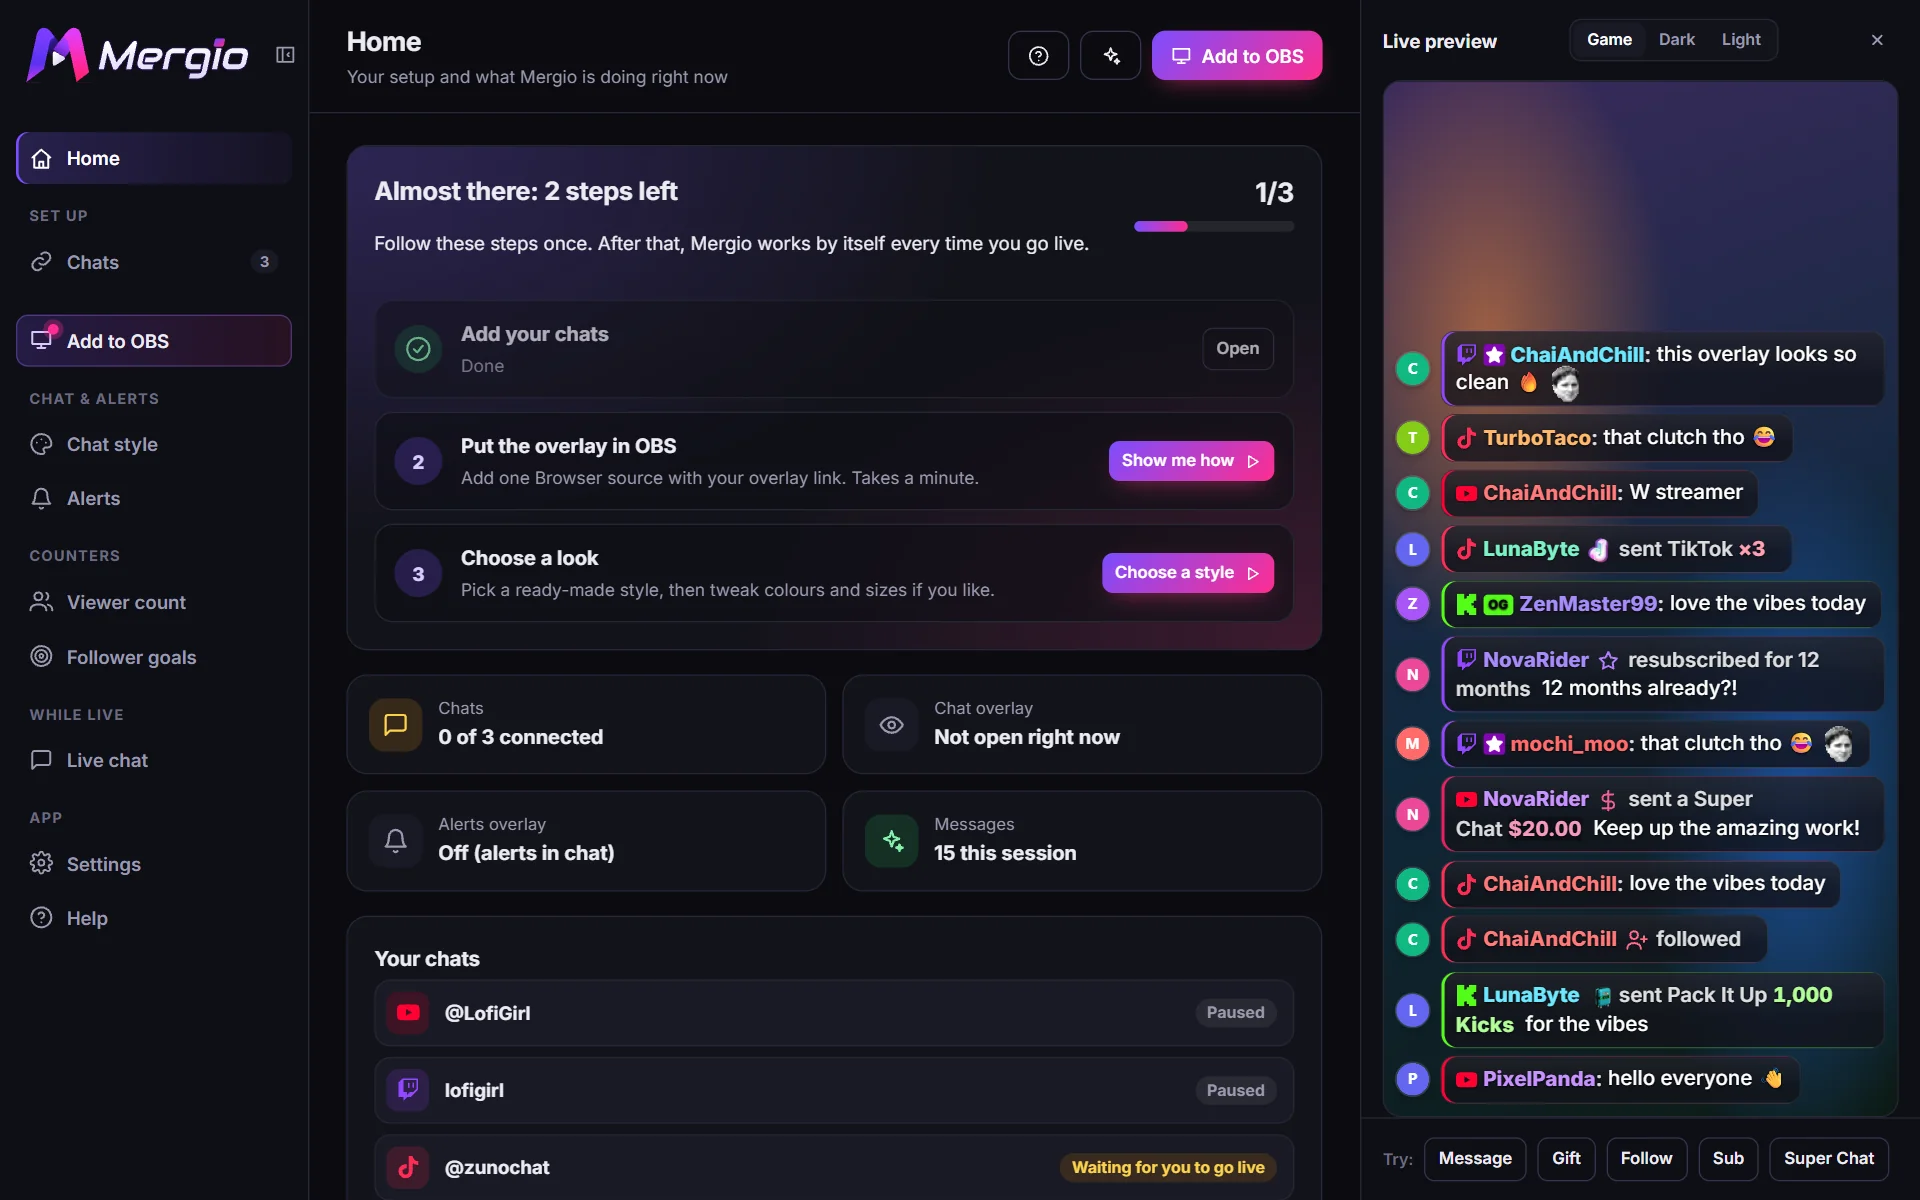 Mergio
Home
SET UP
Chats
3
Add to OBS
CHAT & ALERTS
Chat style
Alerts
COUNTERS
Viewer count
Follower goals
WHILE LIVE
Live chat
APP
Settings
Help
Home
Your setup and what Mergio is doing right now
Add to OBS
Almost there: 2 steps left
1/3
Follow these steps once. After that, Mergio works by itself every time you go live.
Add your chats
Done
Open
2
Put the overlay in OBS
Add one Browser source with your overlay link. Takes a minute.
Show me how
3
Choose a look
Pick a ready-made style, then tweak colours and sizes if you like.
Choose a style
Chats
0 of 3 connected
Chat overlay
Not open right now
Alerts overlay
Off (alerts in chat)
Messages
15 this session
Your chats
@LofiGirl
Paused
lofigirl
Paused
@zunochat
Waiting for you to go live
Live preview
Game
Dark
Light
C
ChaiAndChill: this overlay looks so
clean
T
TurboTaco: that clutch tho
C
ChaiAndChill: W streamer
L
LunaByte sent TikTok ×3
Z
OG ZenMaster99: love the vibes today
N
NovaRider resubscribed for 12
months 12 months already?!
M
mochi_moo: that clutch tho
N
NovaRider sent a Super
Chat $20.00 Keep up the amazing work!
C
ChaiAndChill: love the vibes today
C
ChaiAndChill followed
L
LunaByte sent Pack It Up 1,000
Kicks for the vibes
P
PixelPanda: hello everyone
Try:
Message
Gift
Follow
Sub
Super Chat